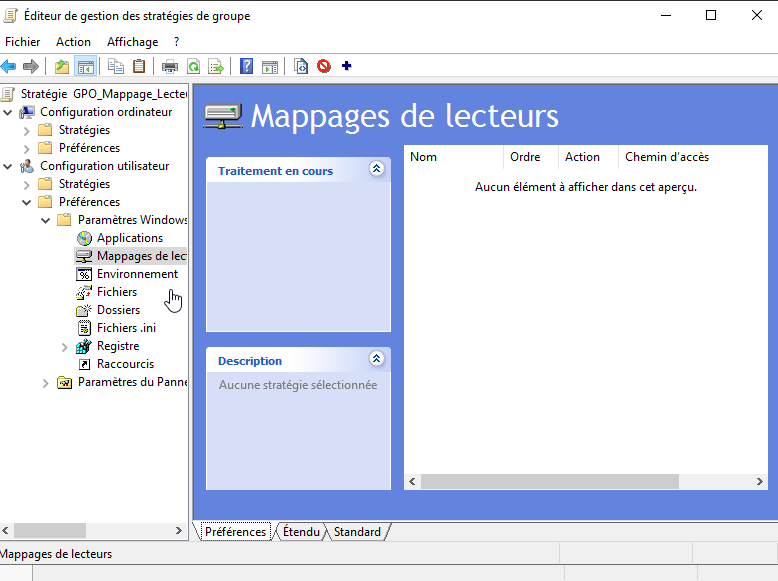 Éditeur de gestion des stratégies de groupe
Fichier Action Affichage ?
Stratégie GPO_Mappage_Lecteu
Configuration ordinateur
Stratégies
Préférences
Configuration utilisateur
Stratégies
Préférences
Paramètres Windows
Applications
Mappages de lec
Environnement
Fichiers
Dossiers
Fichiers .ini
Registre
Raccourcis
Paramètres du Panne
Mappages de lecteurs
Traitement en cours
Description
Aucune stratégie sélectionnée
Nom Ordre Action Chemin d'accès
Aucun élément à afficher dans cet aperçu.
Préférences Étendu Standard
Mappages de lecteurs